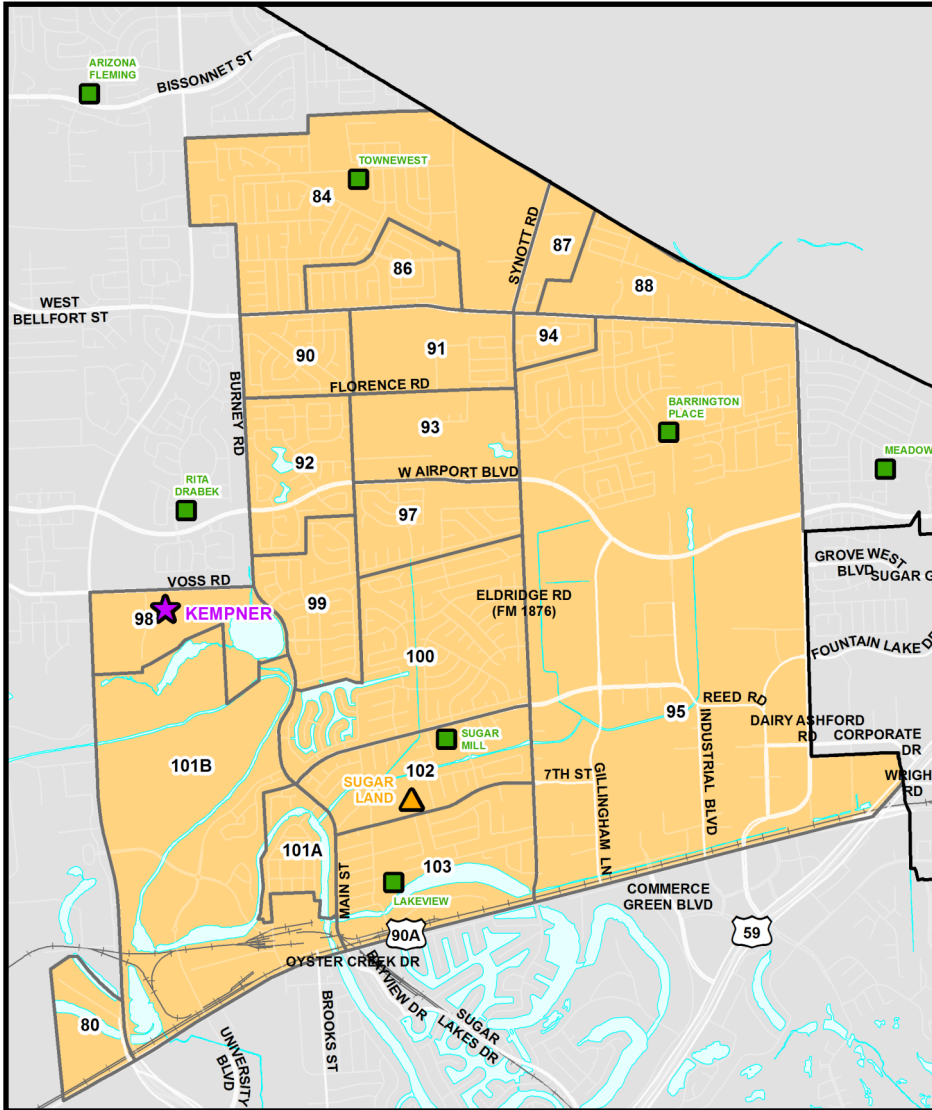 ARIZONA
FLEMING
BISSONNET ST
TOWNEWEST
84
87
SYNOTT RD
86
88
WEST
BELLFORT ST
94
90
91
FLORENCE RD
BURNEY RD
BARRINGTON
PLACE
93
92
W AIRPORT BLVD
MEADOW
RITA
DRABEK
97
GROVE WEST
BLVD
SUGAR G
VOSS RD
99
ELDRIDGE RD
(FM 1876)
98
KEMPNER
100
FOUNTAIN LAKE DR
REED RD
95
DAIRY ASHFORD
RD
CORPORATE
DR
INDUSTRIAL BLVD
SUGAR
MILL
101B
102
7TH ST
GILLINGHAM LN
WRIGH
RD
SUGAR
LAND
101A
MAIN ST
103
LAKEVIEW
COMMERCE
GREEN BLVD
90A
59
OYSTER CREEK DR
BAYVIEW DR
SUGAR
LAKES DR
80
UNIVERSITY
BLVD
BROOKS ST